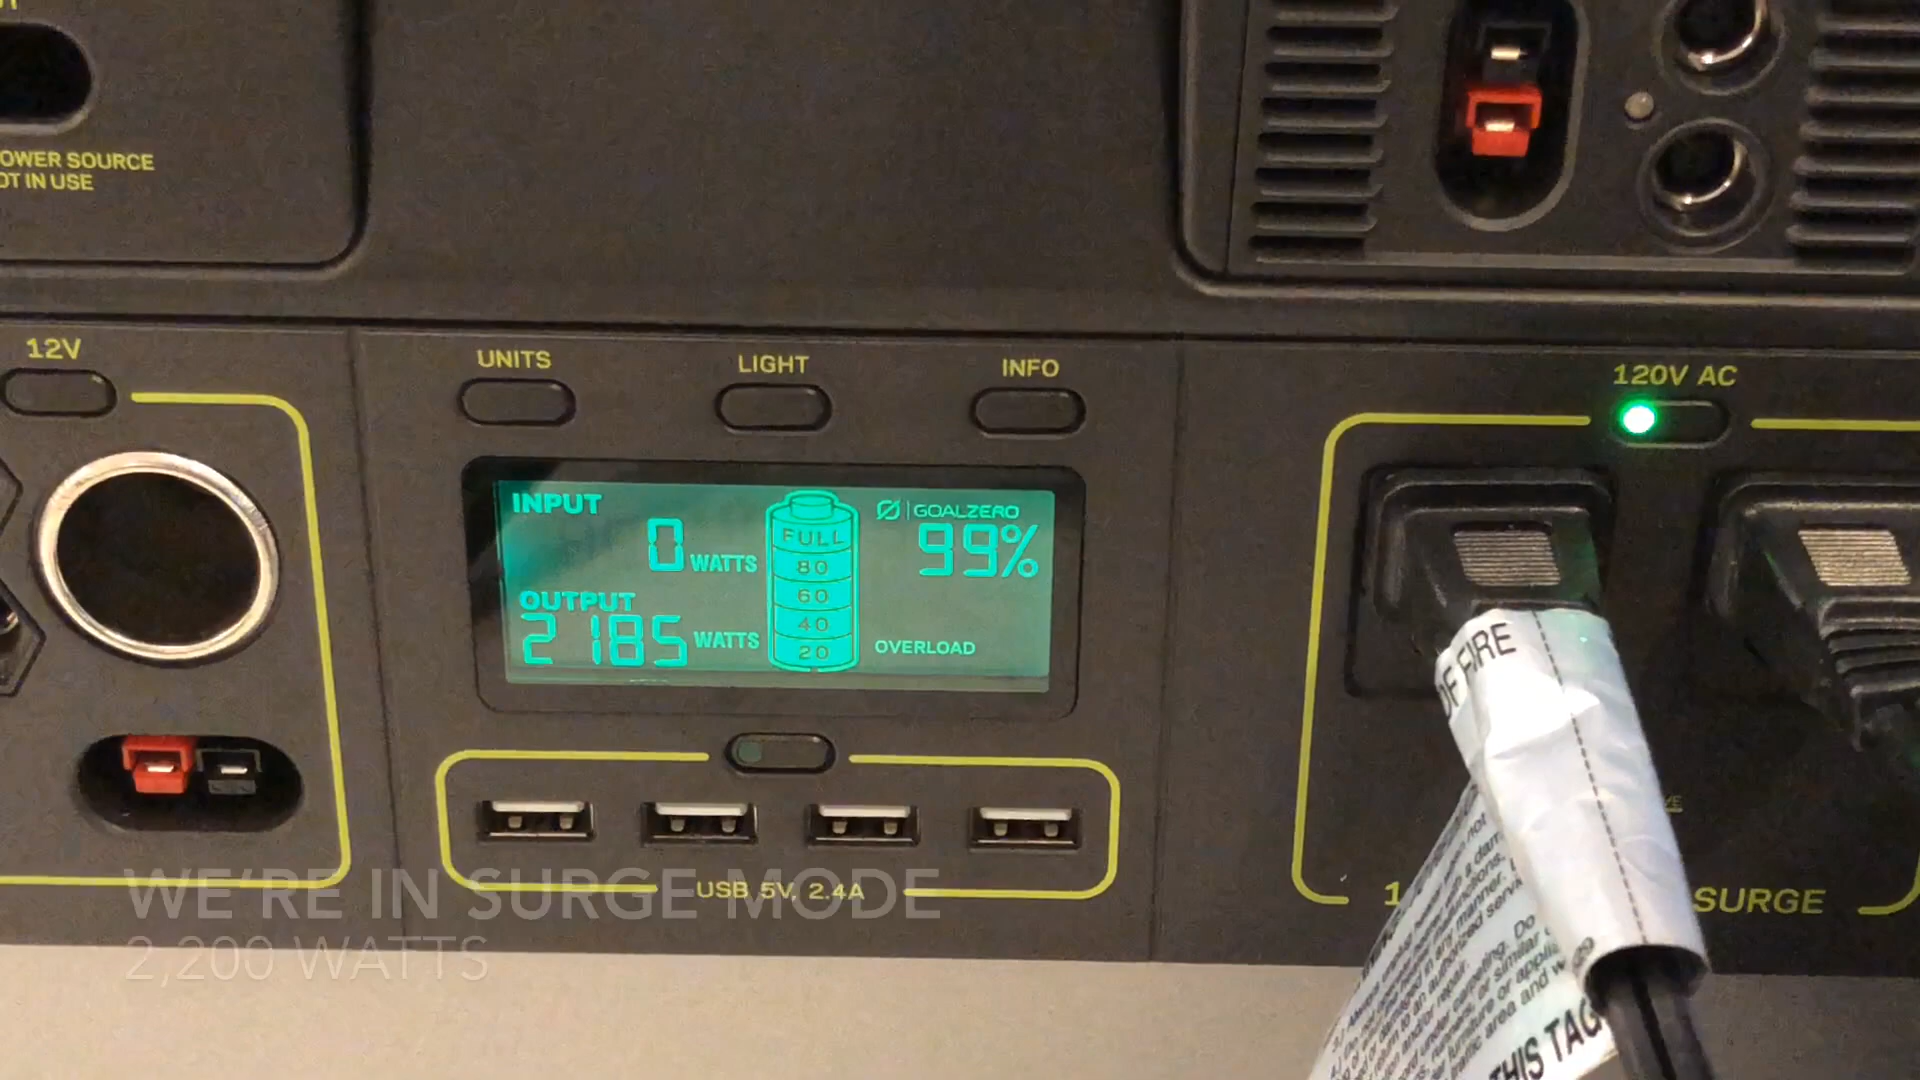 OWER SOURCE
OT IN USE
12V
UNITS
LIGHT
INFO
120V AC
INPUT
0 WATTS
OUTPUT
2185 WATTS
FULL
80
60
40
20
GOALZERO
99%
OVERLOAD
USB 5V, 2.4A
SURGE
OF FIRE
THIS TAG
WE'RE IN SURGE MODE
2,200 WATTS